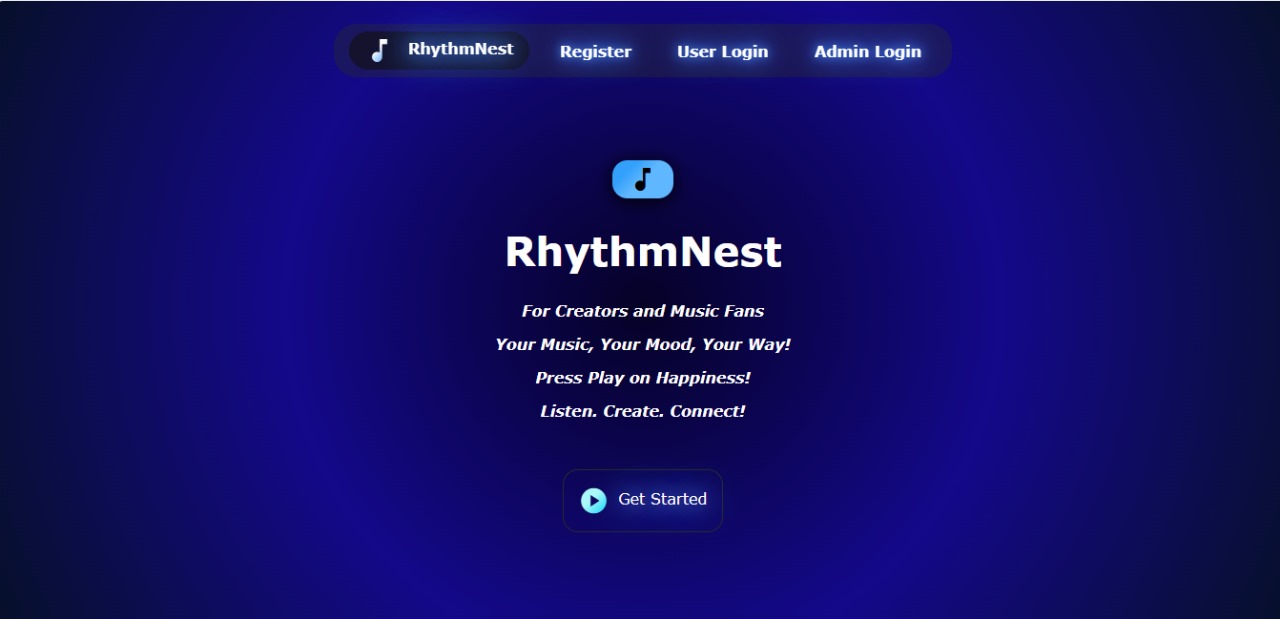 RhythmNest Register User Login Admin Login
RhythmNest
For Creators and Music Fans
Your Music, Your Mood, Your Way!
Press Play on Happiness!
Listen. Create. Connect!
Get Started